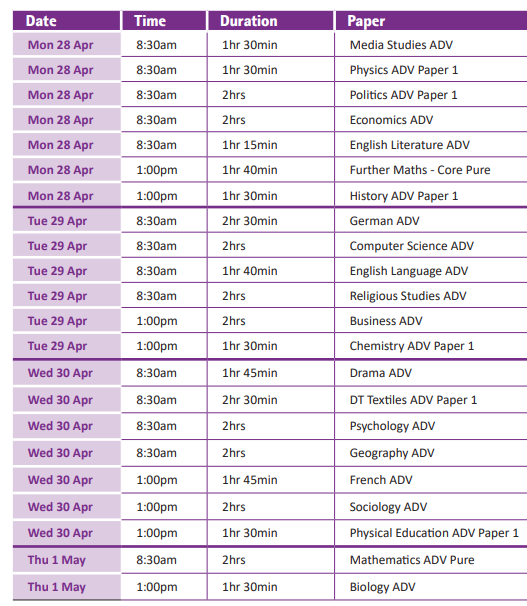 Date Time Duration Paper
Mon 28 Apr 8:30am 1hr 30min Media Studies ADV
Mon 28 Apr 8:30am 1hr 30min Physics ADV Paper 1
Mon 28 Apr 8:30am 2hrs Politics ADV Paper 1
Mon 28 Apr 8:30am 2hrs Economics ADV
Mon 28 Apr 8:30am 1hr 15min English Literature ADV
Mon 28 Apr 1:00pm 1hr 40min Further Maths - Core Pure
Mon 28 Apr 1:00pm 1hr 30min History ADV Paper 1
Tue 29 Apr 8:30am 2hr 30min German ADV
Tue 29 Apr 8:30am 2hrs Computer Science ADV
Tue 29 Apr 8:30am 1hr 40min English Language ADV
Tue 29 Apr 8:30am 2hrs Religious Studies ADV
Tue 29 Apr 1:00pm 2hrs Business ADV
Tue 29 Apr 1:00pm 1hr 30min Chemistry ADV Paper 1
Wed 30 Apr 8:30am 1hr 45min Drama ADV
Wed 30 Apr 8:30am 2hr 30min DT Textiles ADV Paper 1
Wed 30 Apr 8:30am 2hrs Psychology ADV
Wed 30 Apr 8:30am 2hrs Geography ADV
Wed 30 Apr 1:00pm 1hr 45min French ADV
Wed 30 Apr 1:00pm 2hrs Sociology ADV
Wed 30 Apr 1:00pm 1hr 30min Physical Education ADV Paper 1
Thu 1 May 8:30am 2hrs Mathematics ADV Pure
Thu 1 May 1:00pm 1hr 30min Biology ADV